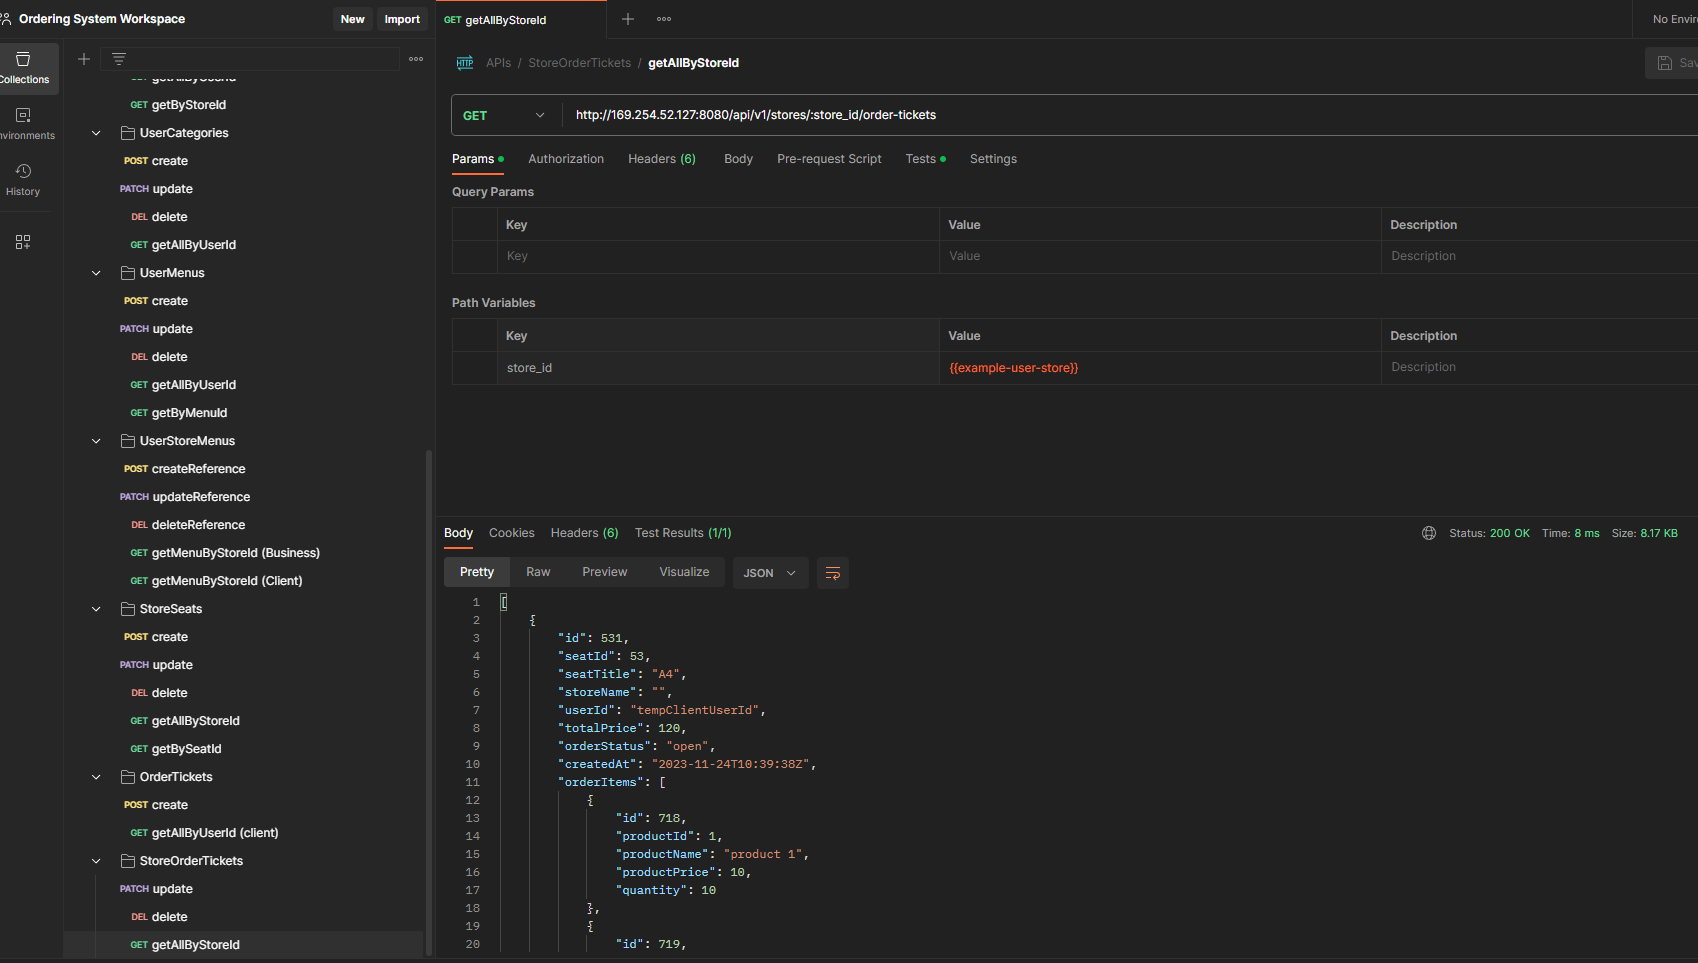 Ordering System Workspace
New
Import
GET getAllByStoreId
No Envir
Collections
Environments
History
getAllByUserId
GET getByStoreId
UserCategories
POST create
PATCH update
DEL delete
GET getAllByUserId
UserMenus
POST create
PATCH update
DEL delete
GET getAllByUserId
GET getByMenuId
UserStoreMenus
POST createReference
PATCH updateReference
DEL deleteReference
GET getMenuByStoreId (Business)
GET getMenuByStoreId (Client)
StoreSeats
POST create
PATCH update
DEL delete
GET getAllByStoreId
GET getBySeatId
OrderTickets
POST create
GET getAllByUserId (client)
StoreOrderTickets
PATCH update
DEL delete
GET getAllByStoreId
HTTP APIs / StoreOrderTickets / getAllByStoreId
Sav
GET http://169.254.52.127:8080/api/v1/stores/:store_id/order-tickets
Params Authorization Headers (6) Body Pre-request Script Tests Settings
Query Params
Key Value Description
Key Value Description
Path Variables
Key Value Description
store_id {{example-user-store}} Description
Body Cookies Headers (6) Test Results (1/1) Status: 200 OK Time: 8 ms Size: 8.17 KB
Pretty Raw Preview Visualize JSON
1 [
2 {
3 "id": 531,
4 "seatId": 53,
5 "seatTitle": "A4",
6 "storeName": "",
7 "userId": "tempClientUserId",
8 "totalPrice": 120,
9 "orderStatus": "open",
10 "createdAt": "2023-11-24T10:39:38Z",
11 "orderItems": [
12 {
13 "id": 718,
14 "productId": 1,
15 "productName": "product 1",
16 "productPrice": 10,
17 "quantity": 10
18 },
19 {
20 "id": 719,